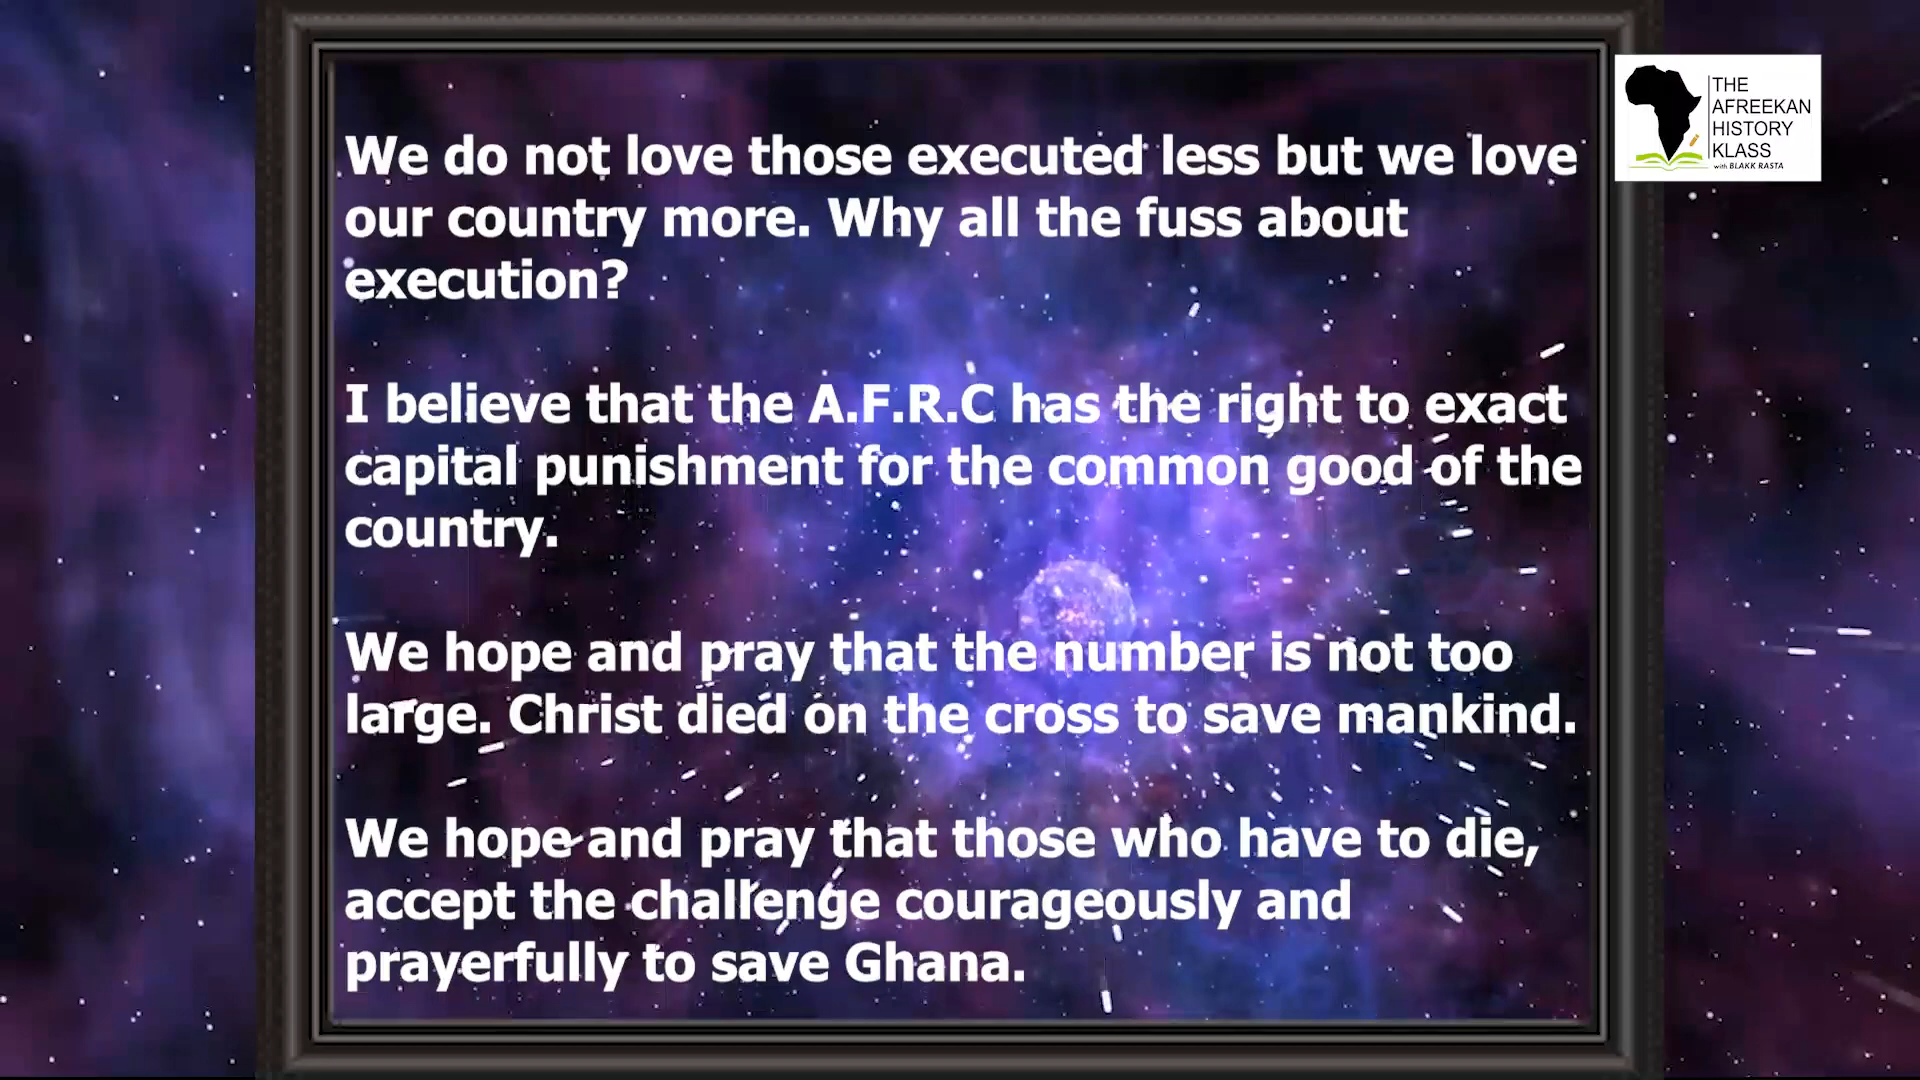 We do not love those executed less but we love
our country more. Why all the fuss about
execution?
I believe that the A.F.R.C has the right to exact
capital punishment for the common good of the
country.
We hope and pray that the number is not too
large. Christ died on the cross to save mankind.
We hope and pray that those who have to die,
accept the challenge courageously and
prayerfully to save Ghana.
THE
AFREEKAN
HISTORY
KLASS
with BLAKK RASTA